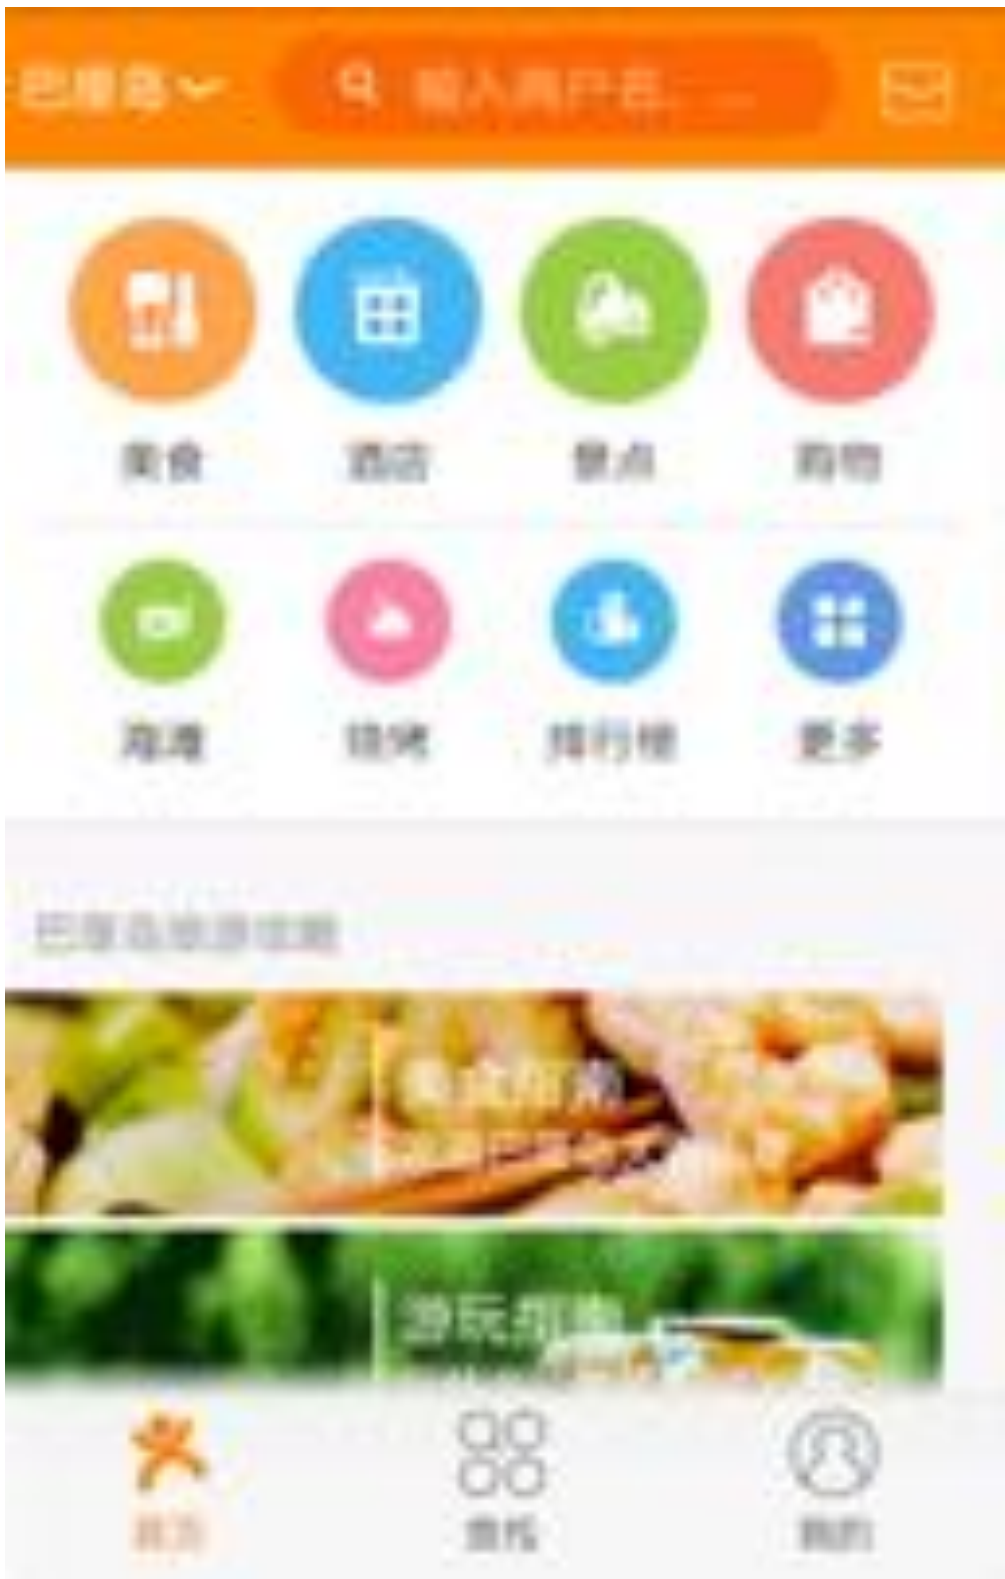 巴厘岛
输入商户名、...
美食 酒店 景点 购物
海滩 烧烤 排行榜 更多
巴厘岛旅游攻略
美食指南
游玩指南
首页 查找 我的